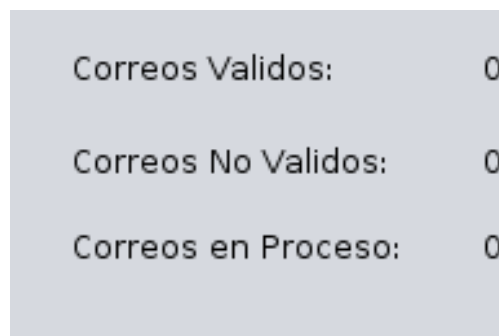 Correos Validos: 0
Correos No Validos: 0
Correos en Proceso: 0